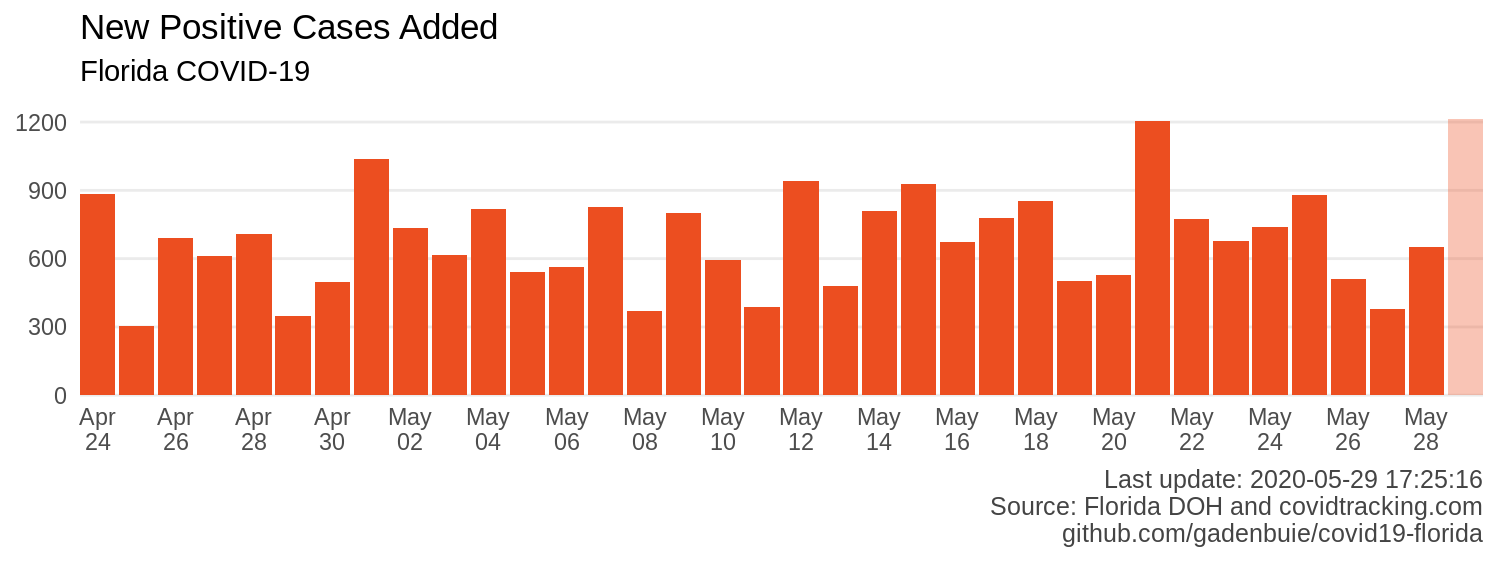 New Positive Cases Added
Florida COVID-19
1200
900
600
300
0
Apr Apr Apr Apr May May May May May May May May May May May May May May
24 26 28 30 02 04 06 08 10 12 14 16 18 20 22 24 26 28
Last update: 2020-05-29 17:25:16
Source: Florida DOH and covidtracking.com
github.com/gadenbuie/covid19-florida